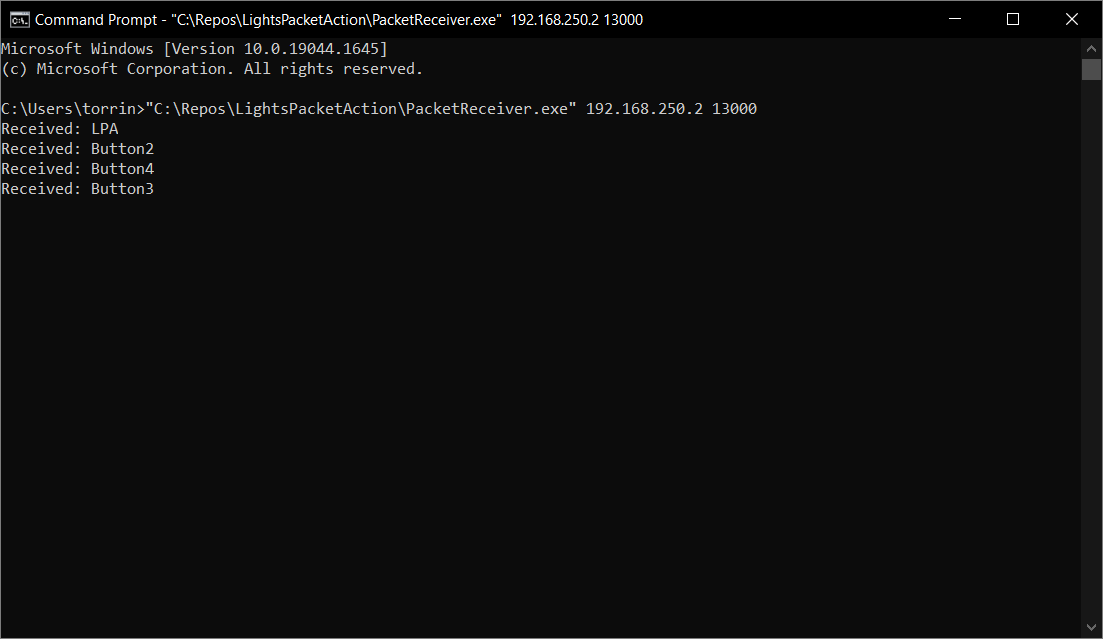 Command Prompt - "C:\Repos\LightsPacketAction\PacketReceiver.exe"  192.168.250.2 13000
Microsoft Windows [Version 10.0.19044.1645]
(c) Microsoft Corporation. All rights reserved.
C:\Users\torrin>"C:\Repos\LightsPacketAction\PacketReceiver.exe" 192.168.250.2 13000
Received: LPA
Received: Button2
Received: Button4
Received: Button3